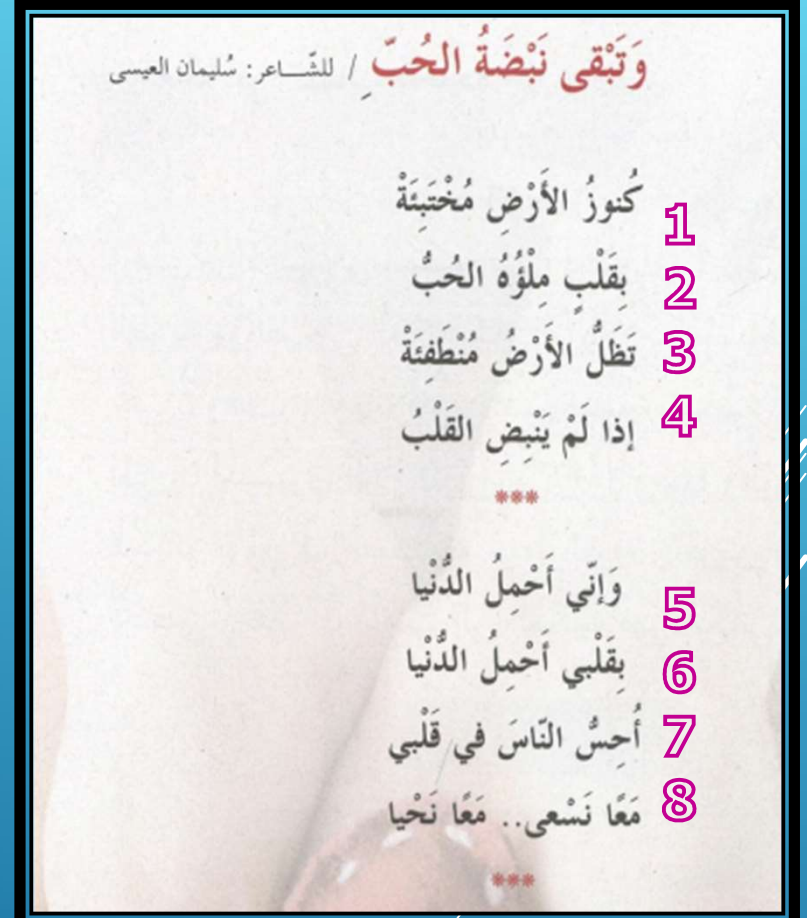 وَتَبْقى نَبْضَةُ الحُبِّ / للشّـــاعر: سُليمان العيسى
كُنوزُ الأَرْضِ مُخْتَبِئَةْ 1
بِقَلْبٍ مِلْؤُهُ الحُبُّ 2
تَظَلُّ الأَرْضُ مُنْطَفِئَةْ 3
إذا لَمْ يَنْبِضِ القَلْبُ 4
***
وَإنّي أَحْمِلُ الدُّنْيا 5
بِقَلْبي أَحْمِلُ الدُّنْيا 6
أُحِسُّ النّاسَ في قَلْبي 7
مَعًا نَسْعى.. مَعًا نَحْيا 8
***